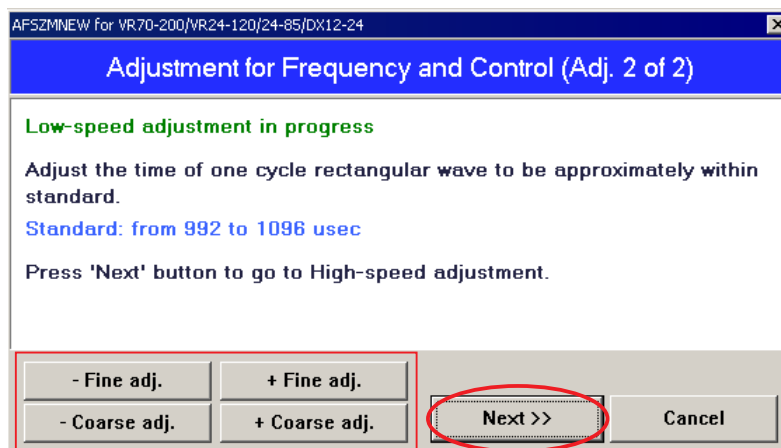 AFSZMNEW for VR70-200/VR24-120/24-85/DX12-24
Adjustment for Frequency and Control (Adj. 2 of 2)
Low-speed adjustment in progress
Adjust the time of one cycle rectangular wave to be approximately within
standard.
Standard: from 992 to 1096 usec
Press 'Next' button to go to High-speed adjustment.
- Fine adj. + Fine adj.
- Coarse adj. + Coarse adj. Next >> Cancel